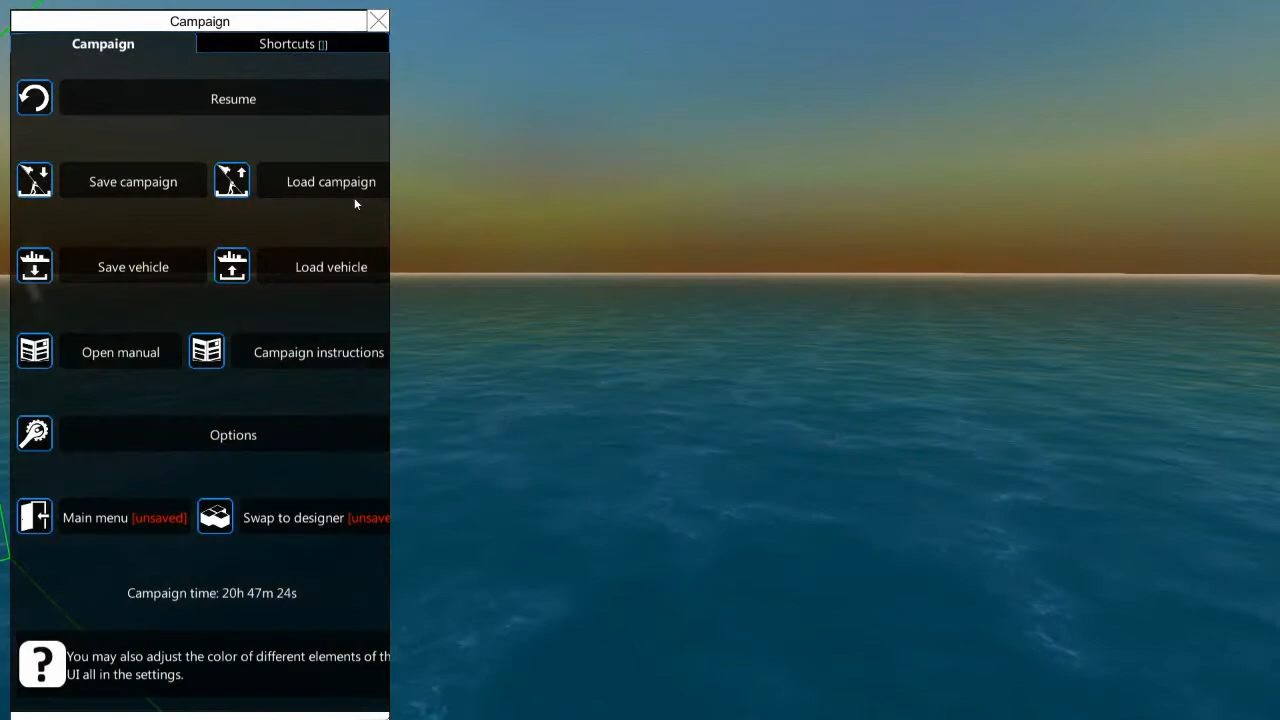 Campaign
Campaign Shortcuts []]
Resume
Save campaign Load campaign
Save vehicle Load vehicle
Open manual Campaign instructions
Options
Main menu [unsaved] Swap to designer [unsave
Campaign time: 20h 47m 24s
? You may also adjust the color of different elements of th
UI all in the settings.